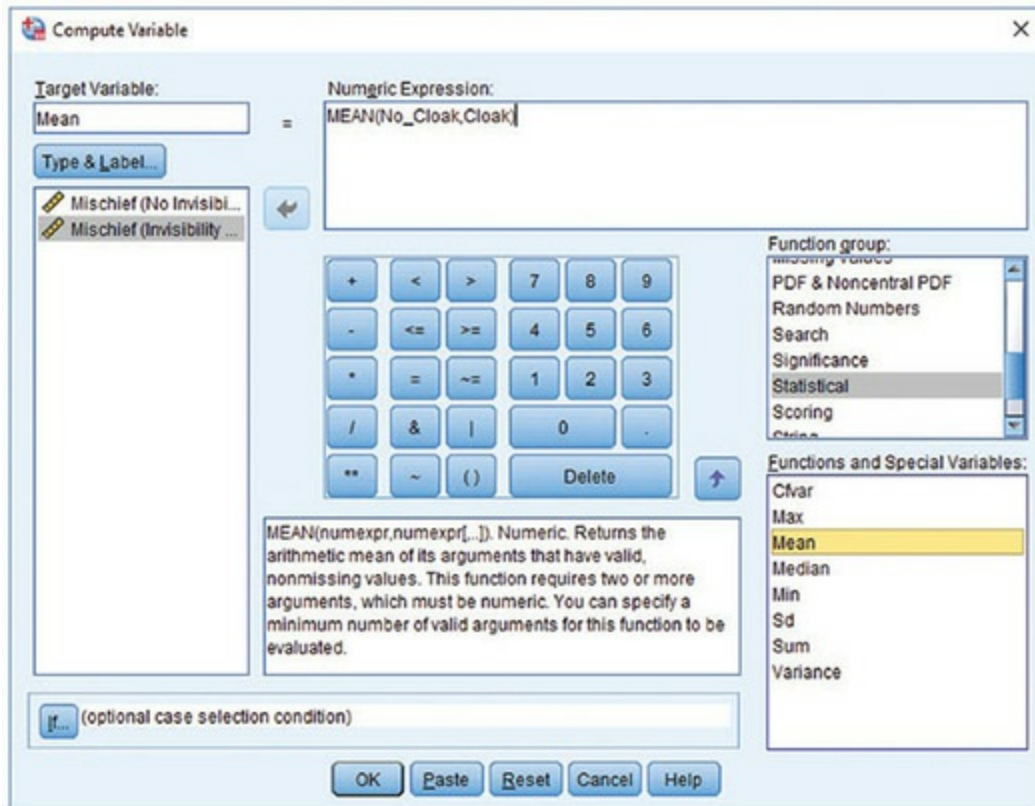 Compute Variable
Target Variable:
Mean
=
Numeric Expression:
MEAN(No_Cloak,Cloak)
Type & Label...
Mischief (No Invisibi...
Mischief (Invisibility ...
+ < > 7 8 9
- <= >= 4 5 6
* = ~= 1 2 3
/ & | 0 .
** ~ ( ) Delete
Function group:
Missing Values
PDF & Noncentral PDF
Random Numbers
Search
Significance
Statistical
Scoring
String
MEAN(numexpr,numexpr[,..]). Numeric. Returns the
arithmetic mean of its arguments that have valid,
nonmissing values. This function requires two or more
arguments, which must be numeric. You can specify a
minimum number of valid arguments for this function to be
evaluated.
Functions and Special Variables:
Cfvar
Max
Mean
Median
Min
Sd
Sum
Variance
If... (optional case selection condition)
OK Paste Reset Cancel Help